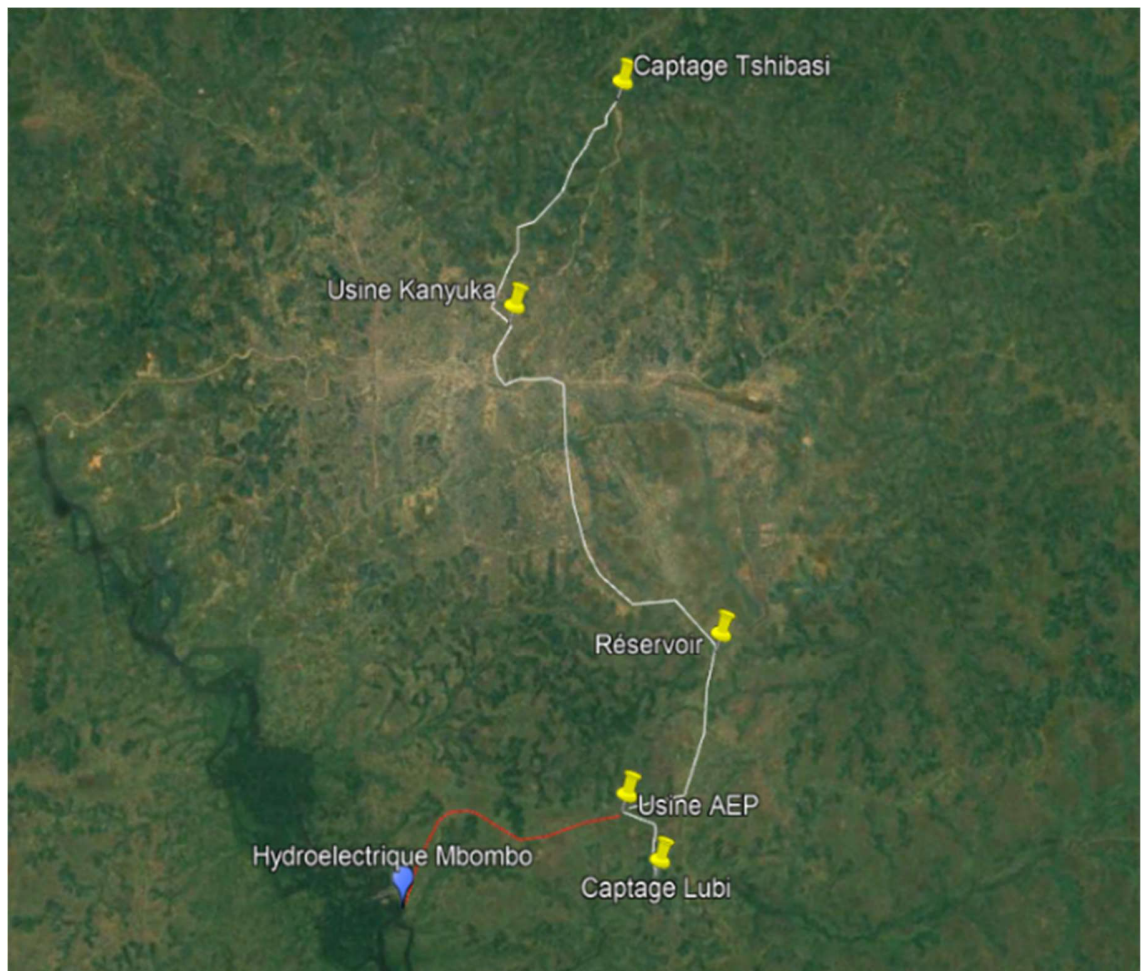 Captage Tshibasi
Usine Kanyuka
Réservoir
Usine AEP
Hydroelectrique Mbombo
Captage Lubi